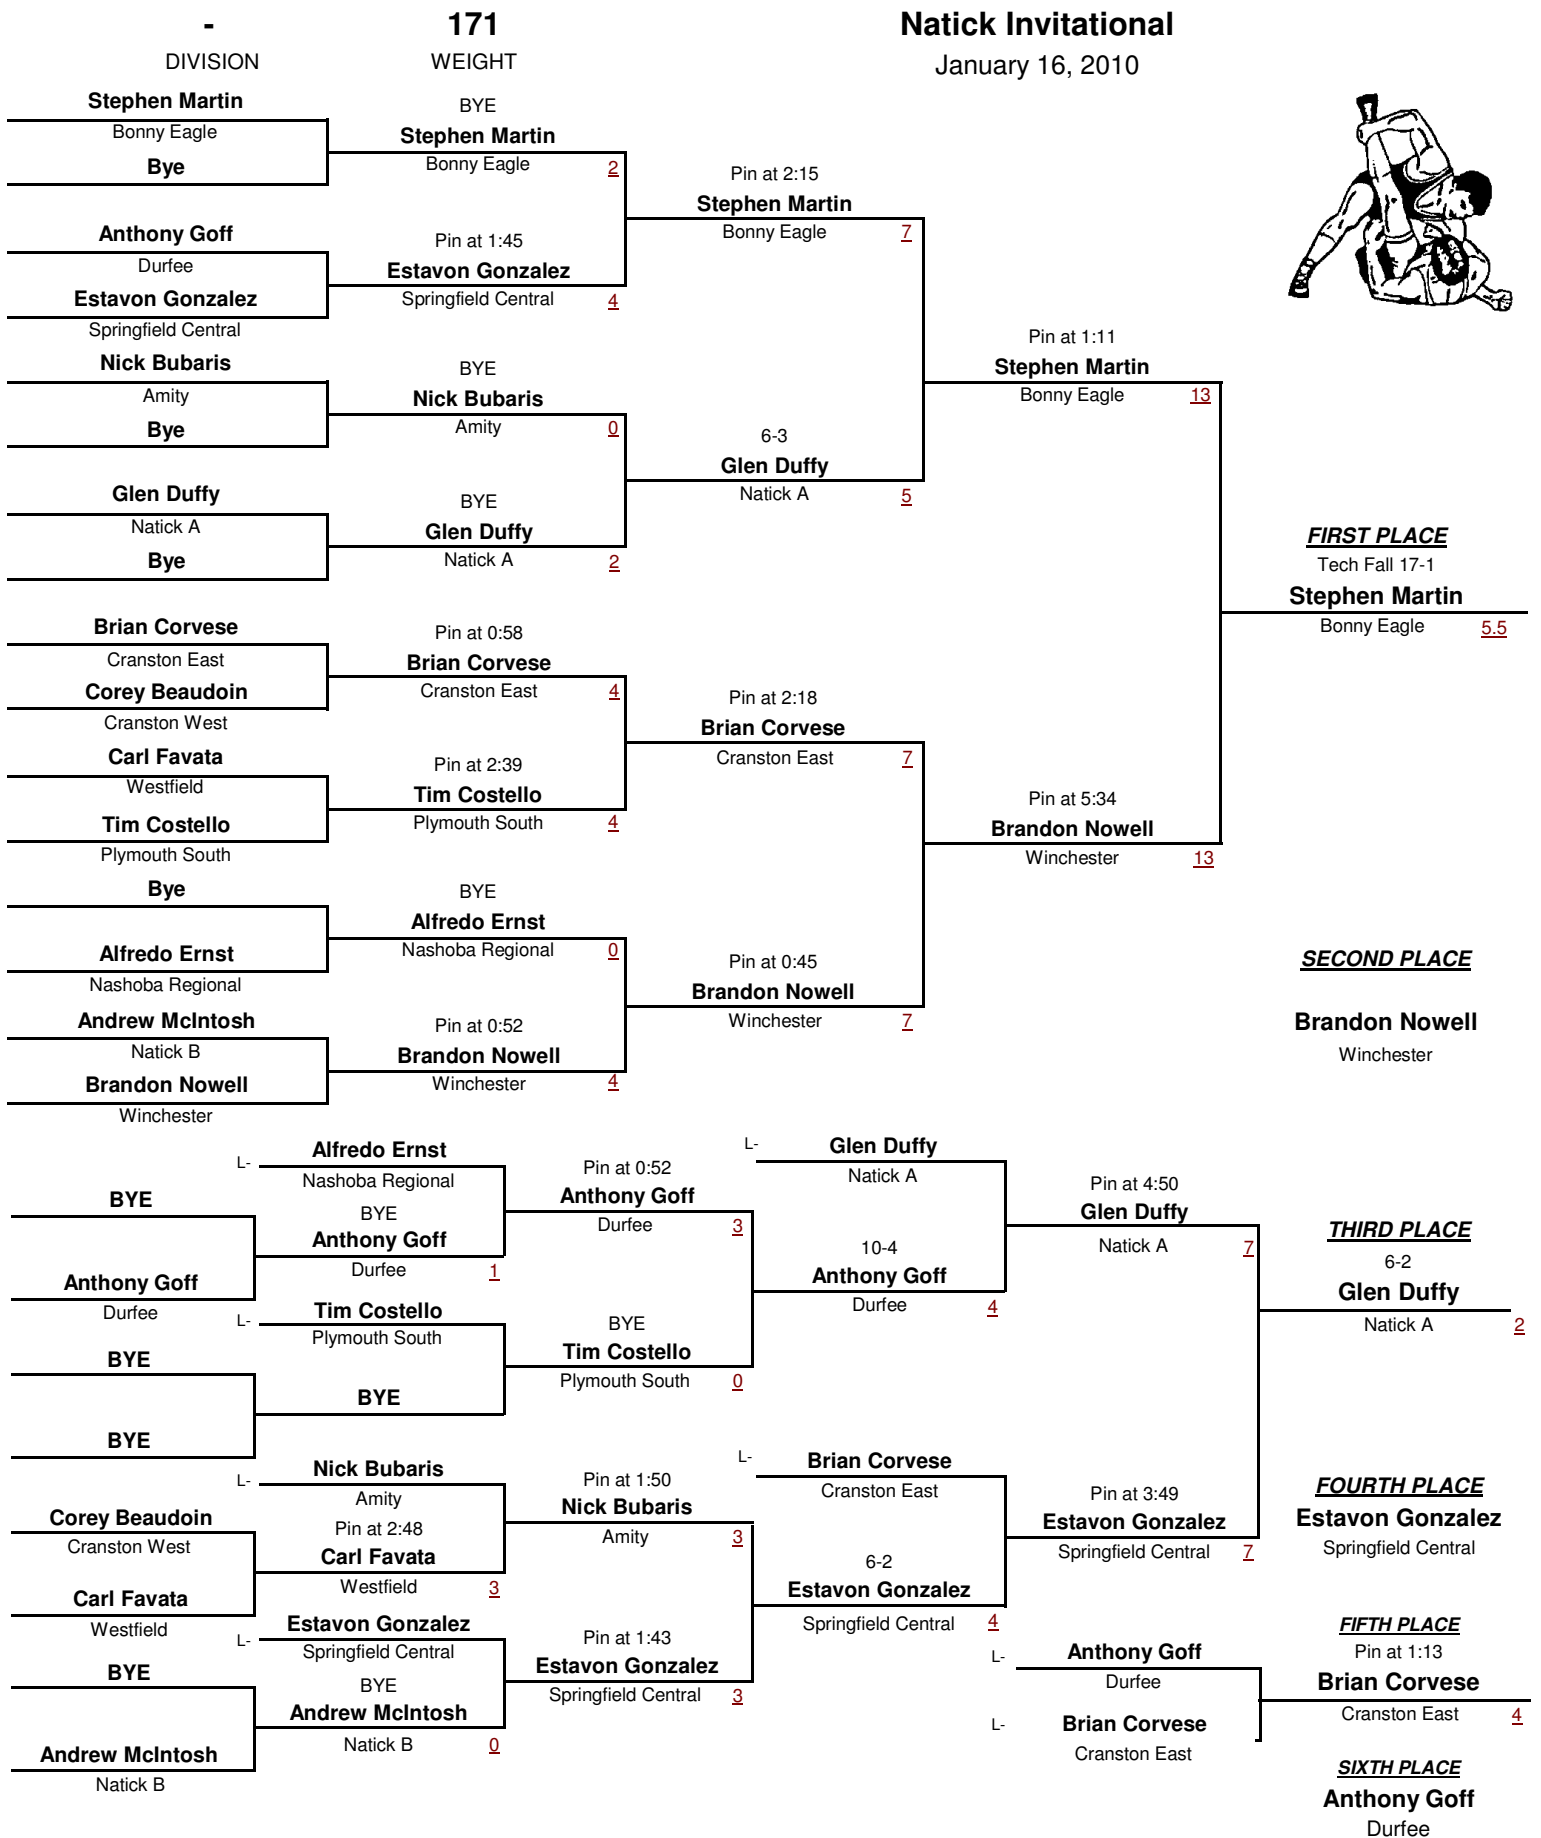 -
171
Natick Invitational
DIVISION
WEIGHT
January 16, 2010
Stephen Martin
Bonny Eagle
Bye
Anthony Goff
Durfee
Estavon Gonzalez
Springfield Central
Nick Bubaris
Amity
Bye
Glen Duffy
Natick A
Bye
Brian Corvese
Cranston East
Corey Beaudoin
Cranston West
Carl Favata
Westfield
Tim Costello
Plymouth South
Bye
Alfredo Ernst
Nashoba Regional
Andrew McIntosh
Natick B
Brandon Nowell
Winchester
BYE
Stephen Martin
Bonny Eagle 2
Pin at 1:45
Estavon Gonzalez
Springfield Central 4
BYE
Nick Bubaris
Amity 0
BYE
Glen Duffy
Natick A 2
Pin at 0:58
Brian Corvese
Cranston East 4
Pin at 2:39
Tim Costello
Plymouth South 4
BYE
Alfredo Ernst
Nashoba Regional 0
Pin at 0:52
Brandon Nowell
Winchester 4
Pin at 2:15
Stephen Martin
Bonny Eagle 7
6-3
Glen Duffy
Natick A 5
Pin at 2:18
Brian Corvese
Cranston East 7
Pin at 0:45
Brandon Nowell
Winchester 7
Pin at 1:11
Stephen Martin
Bonny Eagle 13
Pin at 5:34
Brandon Nowell
Winchester 13
FIRST PLACE
Tech Fall 17-1
Stephen Martin
Bonny Eagle 5.5
SECOND PLACE
Brandon Nowell
Winchester
BYE
Anthony Goff
Durfee
BYE
BYE
Corey Beaudoin
Cranston West
Carl Favata
Westfield
BYE
Andrew McIntosh
Natick B
L- Alfredo Ernst
Nashoba Regional
BYE
Anthony Goff
Durfee 1
L- Tim Costello
Plymouth South
BYE
L- Nick Bubaris
Amity
Pin at 2:48
Carl Favata
Westfield 3
L- Estavon Gonzalez
Springfield Central
BYE
Andrew McIntosh
Natick B 0
Pin at 0:52
Anthony Goff
Durfee 3
BYE
Tim Costello
Plymouth South 0
Pin at 1:50
Nick Bubaris
Amity 3
Pin at 1:43
Estavon Gonzalez
Springfield Central 3
L- Glen Duffy
Natick A
10-4
Anthony Goff
Durfee 4
L- Brian Corvese
Cranston East
6-2
Estavon Gonzalez
Springfield Central 4
Pin at 4:50
Glen Duffy
Natick A 7
Pin at 3:49
Estavon Gonzalez
Springfield Central 7
L- Anthony Goff
Durfee
L- Brian Corvese
Cranston East
THIRD PLACE
6-2
Glen Duffy
Natick A 2
FOURTH PLACE
Estavon Gonzalez
Springfield Central
FIFTH PLACE
Pin at 1:13
Brian Corvese
Cranston East 4
SIXTH PLACE
Anthony Goff
Durfee